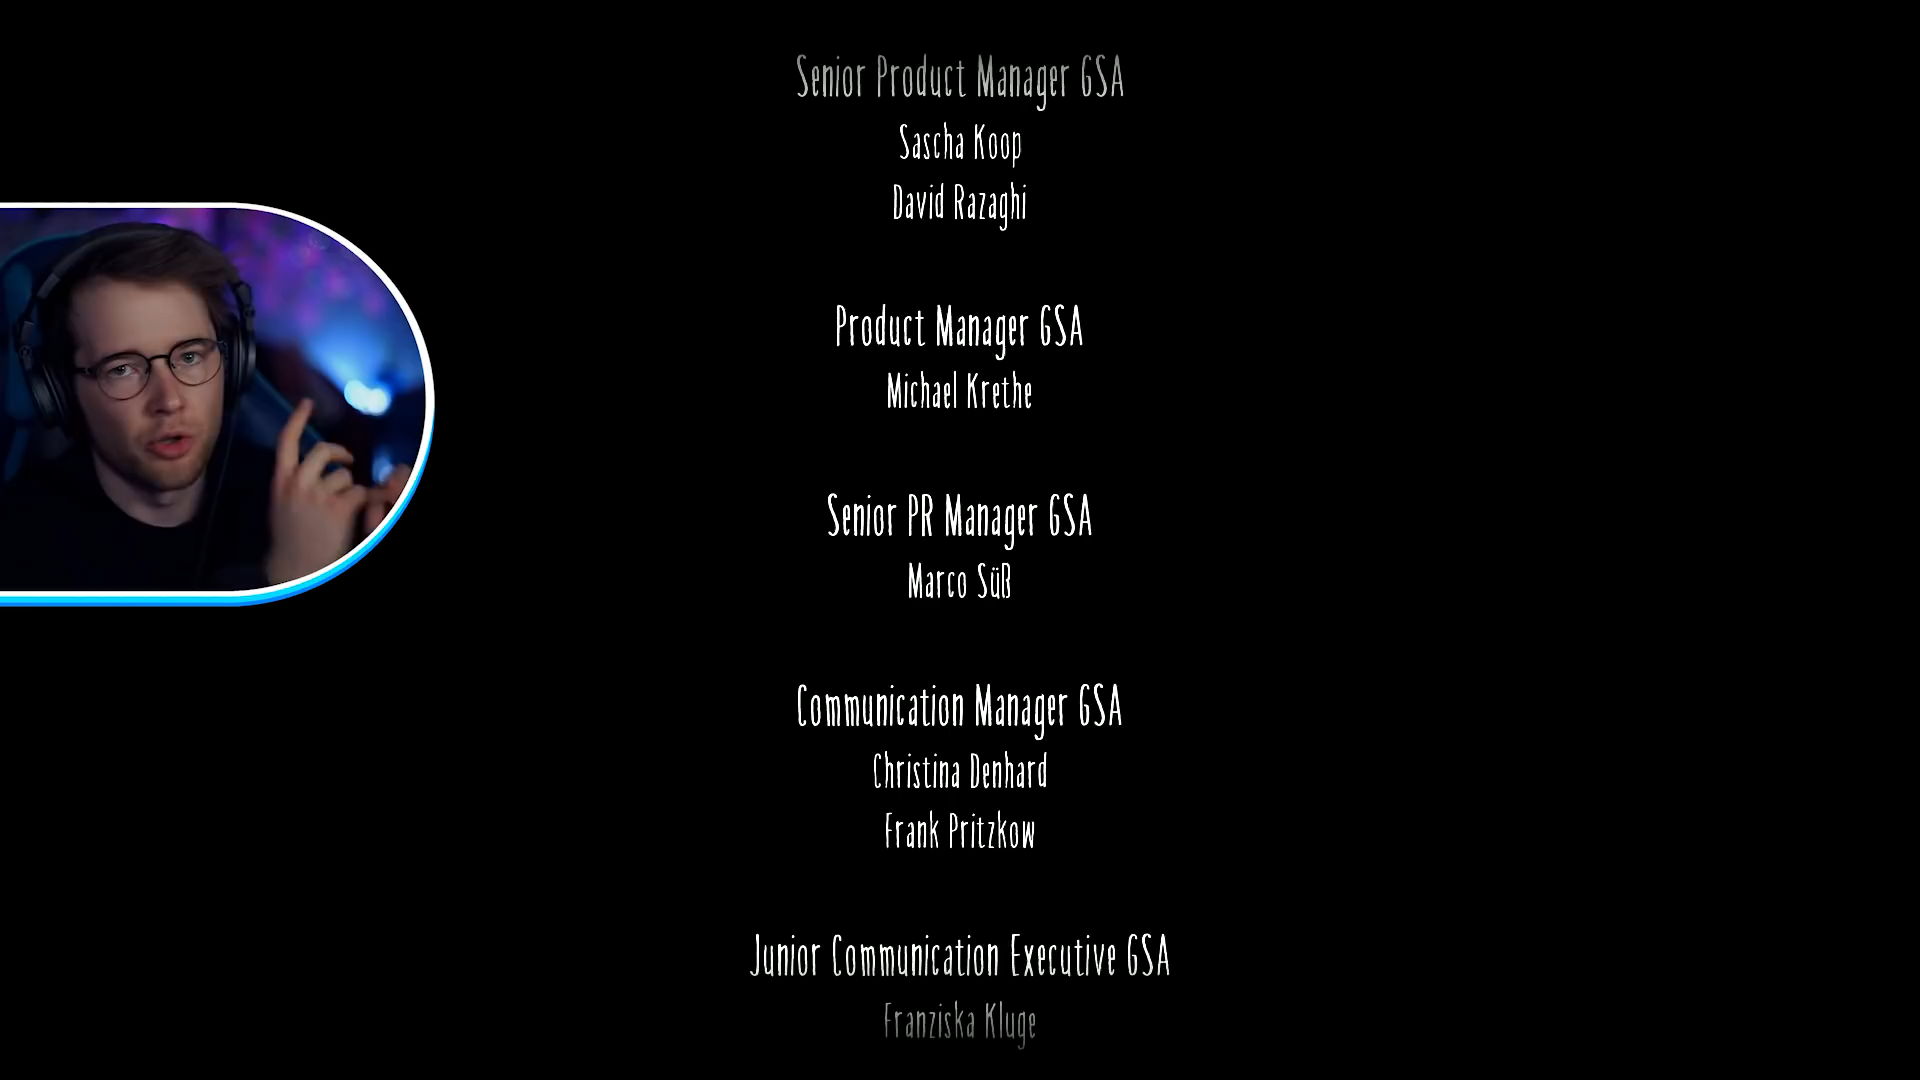 Senior Product Manager GSA
Sascha Koop
David Razaghi
Product Manager GSA
Michael Krethe
Senior PR Manager GSA
Marco Süß
Communication Manager GSA
Christina Denhard
Frank Pritzkow
Junior Communication Executive GSA
Franziska Kluge